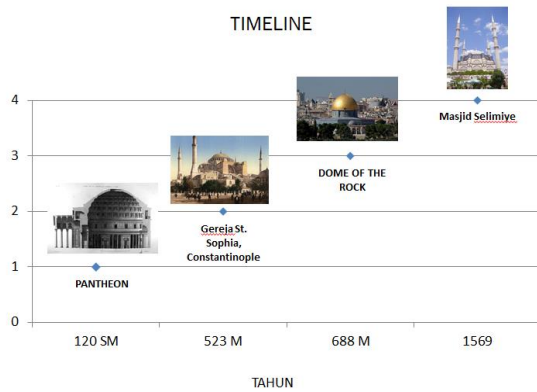 TIMELINE
4
Masjid Selimiye
3
DOME OF THE
ROCK
2
Gereja St.
Sophia,
Constantinople
1
PANTHEON
0
120 SM
523 M
688 M
1569
TAHUN